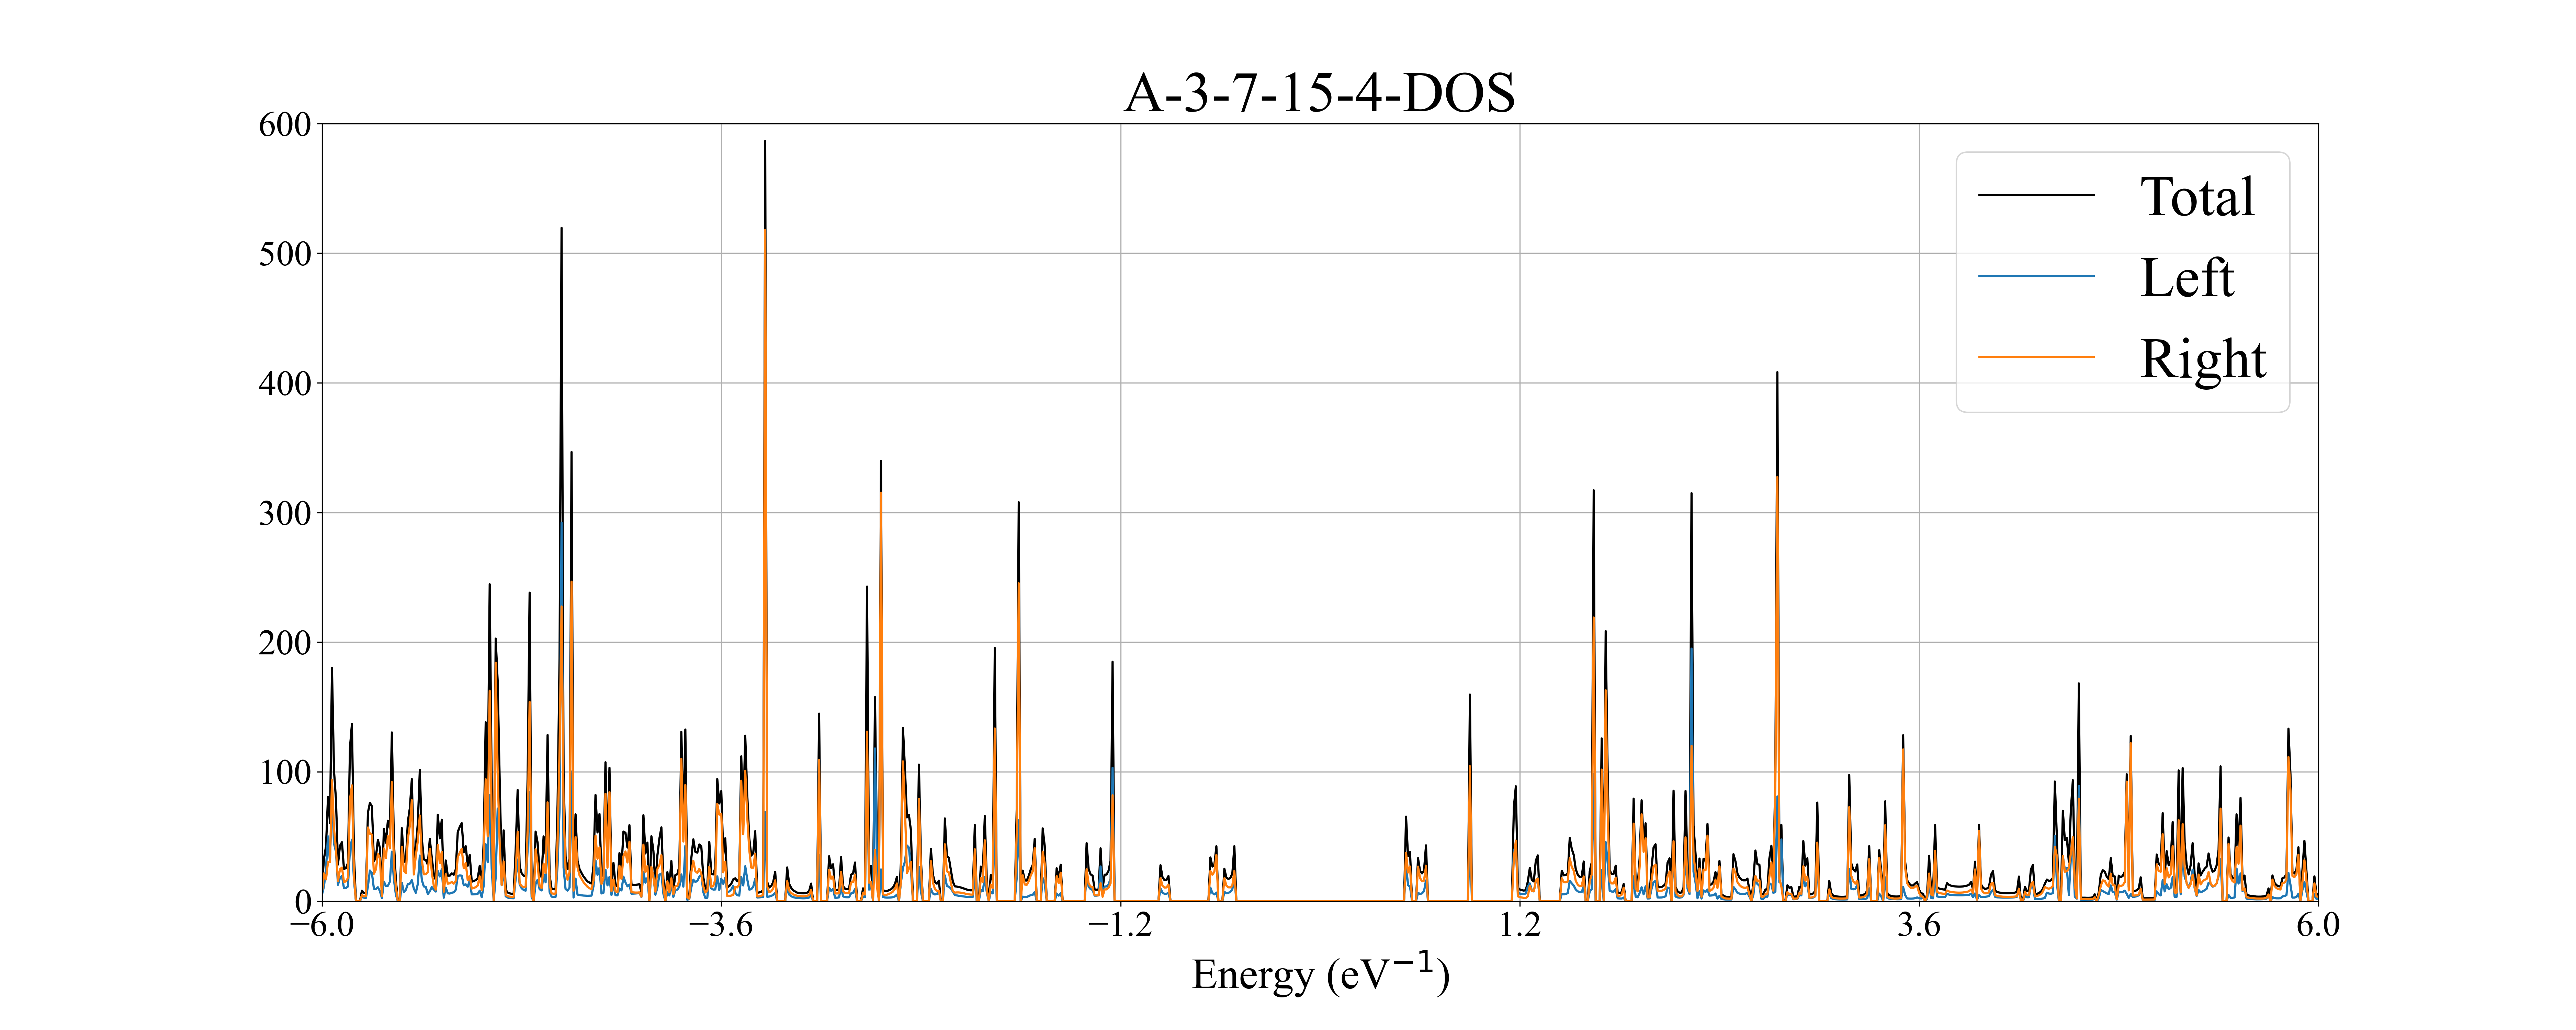 A-3-7-15-4-DOS
600
500
400
300
200
100
0
Total
Left
Right
−6.0 −3.6 −1.2 1.2 3.6 6.0
Energy (eV⁻¹)